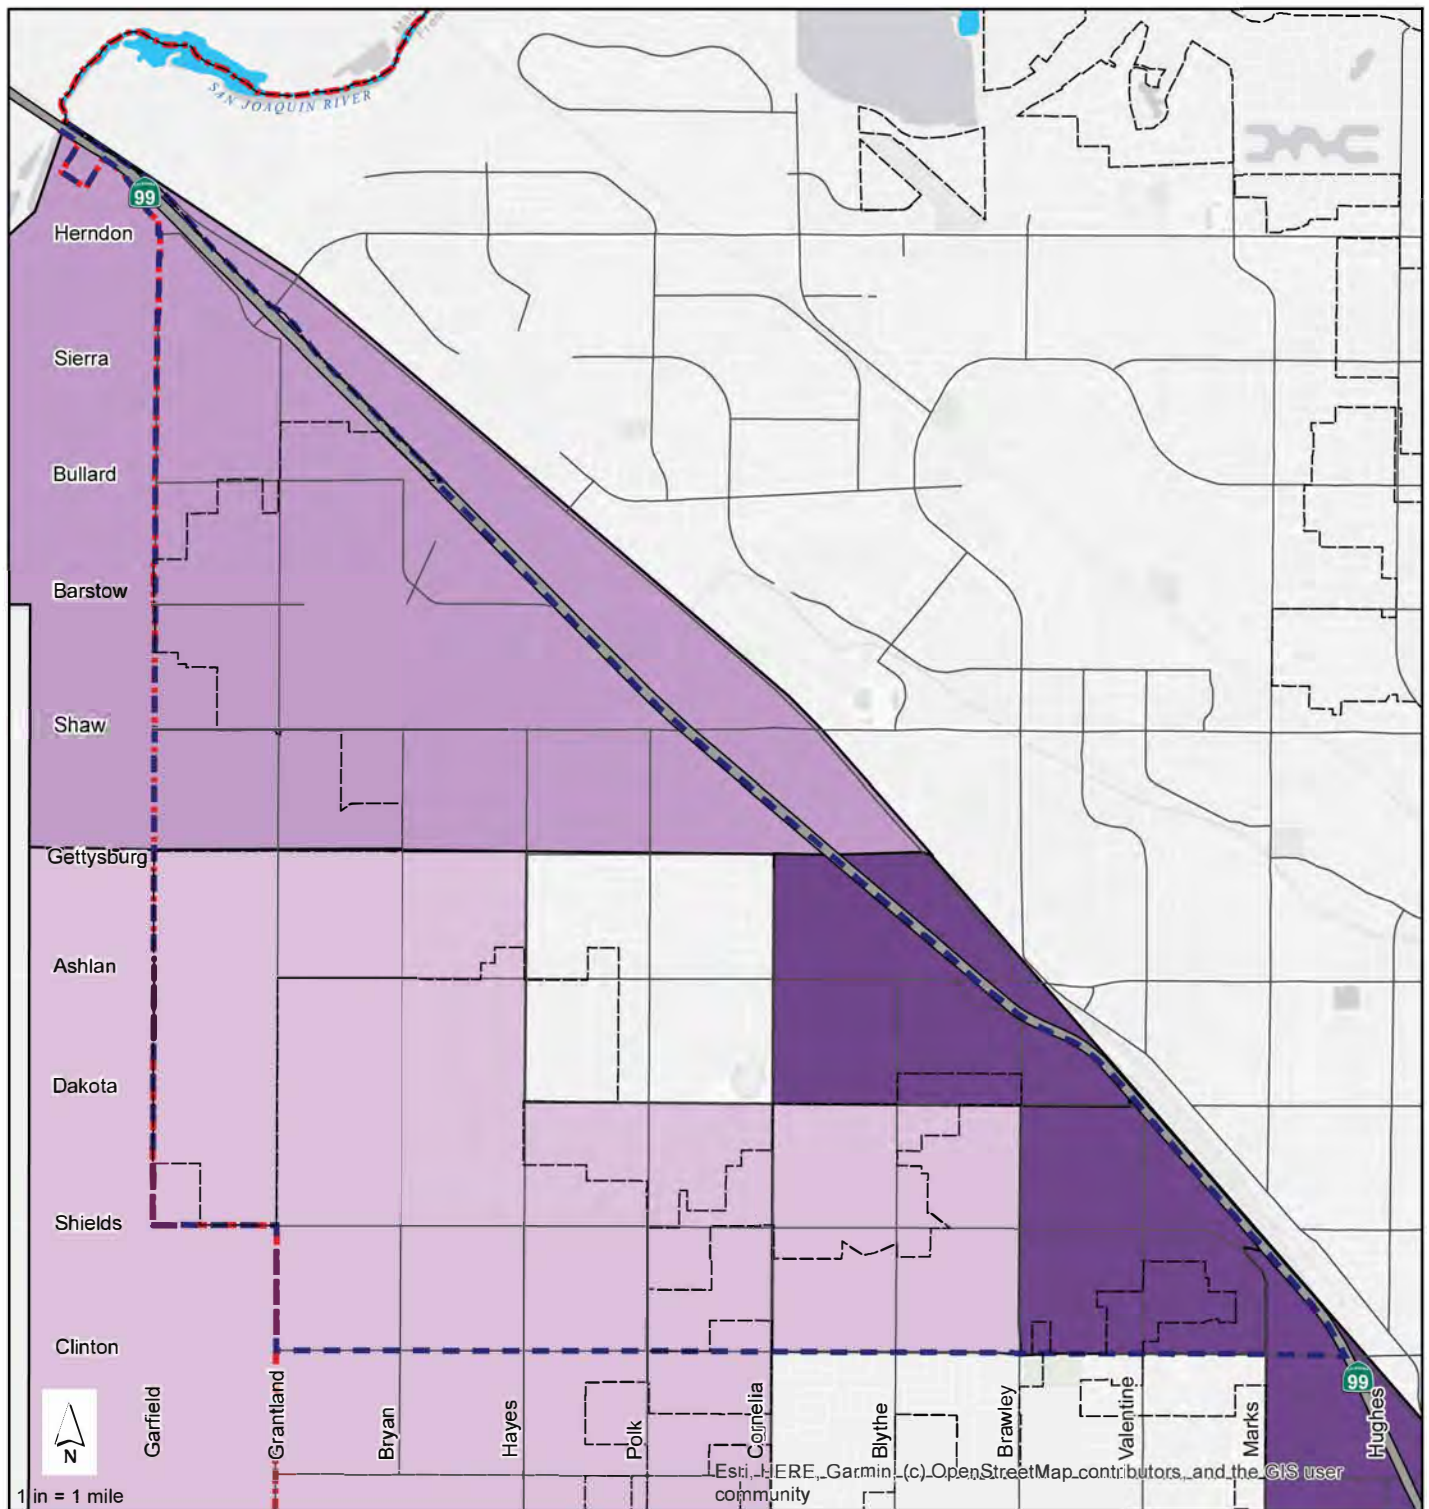 SAN JOAQUIN RIVER
99
Herndon
Sierra
Bullard
Barstow
Shaw
Gettysburg
Ashlan
Dakota
Shields
Clinton
99
Garfield
Grantland
Bryan
Hayes
Polk
Cornelia
Blythe
Brawley
Valentine
Marks
Hughes
N
Esri, HERE, Garmin, (c) OpenStreetMap contributors, and the GIS user
community
1 in = 1 mile